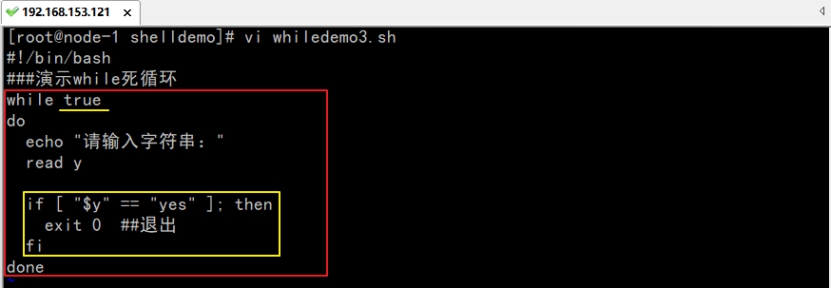 192.168.153.121
[root@node-1 shelldemo]# vi whiledemo3.sh
#!/bin/bash
###演示while死循环
while true
do
  echo "请输入字符串："
  read y
  if [ "$y" == "yes" ]; then
    exit 0  ##退出
  fi
done
~